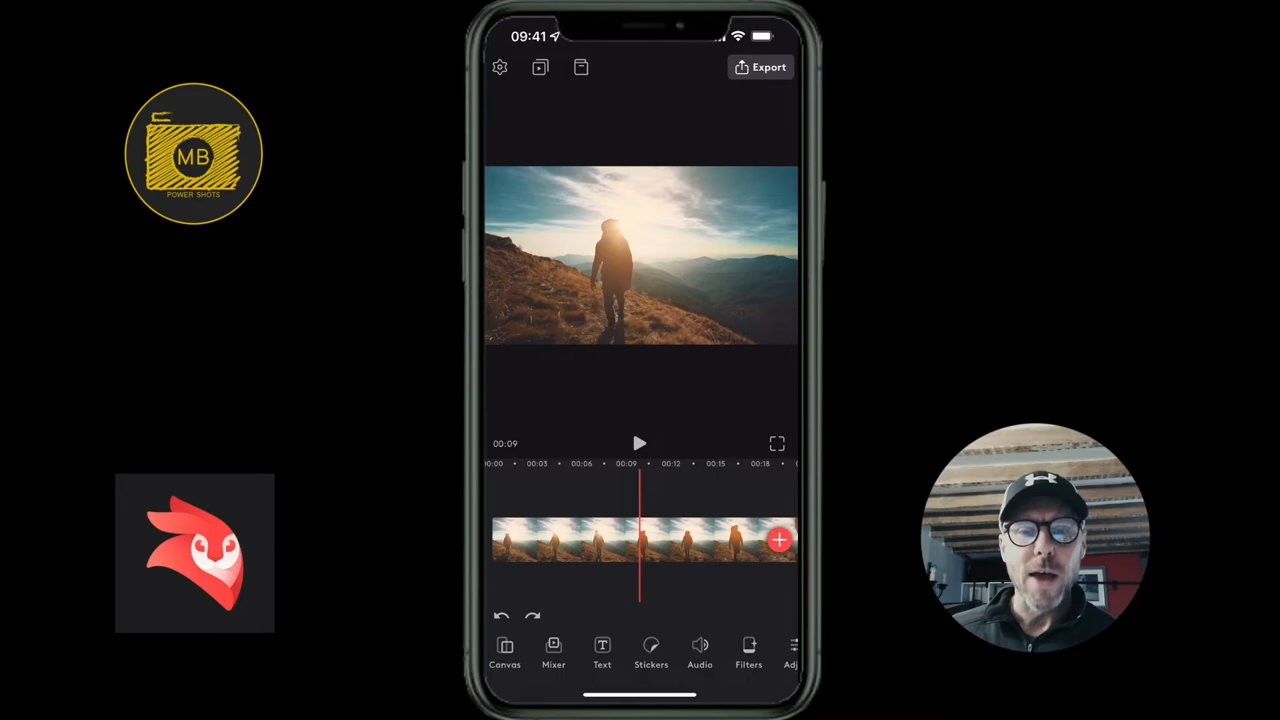 09:41
Export
MB
POWER SHOTS
00:09
00:00 00:03 00:06 00:09 00:12 00:15 00:18
Canvas Mixer Text Stickers Audio Filters Adj